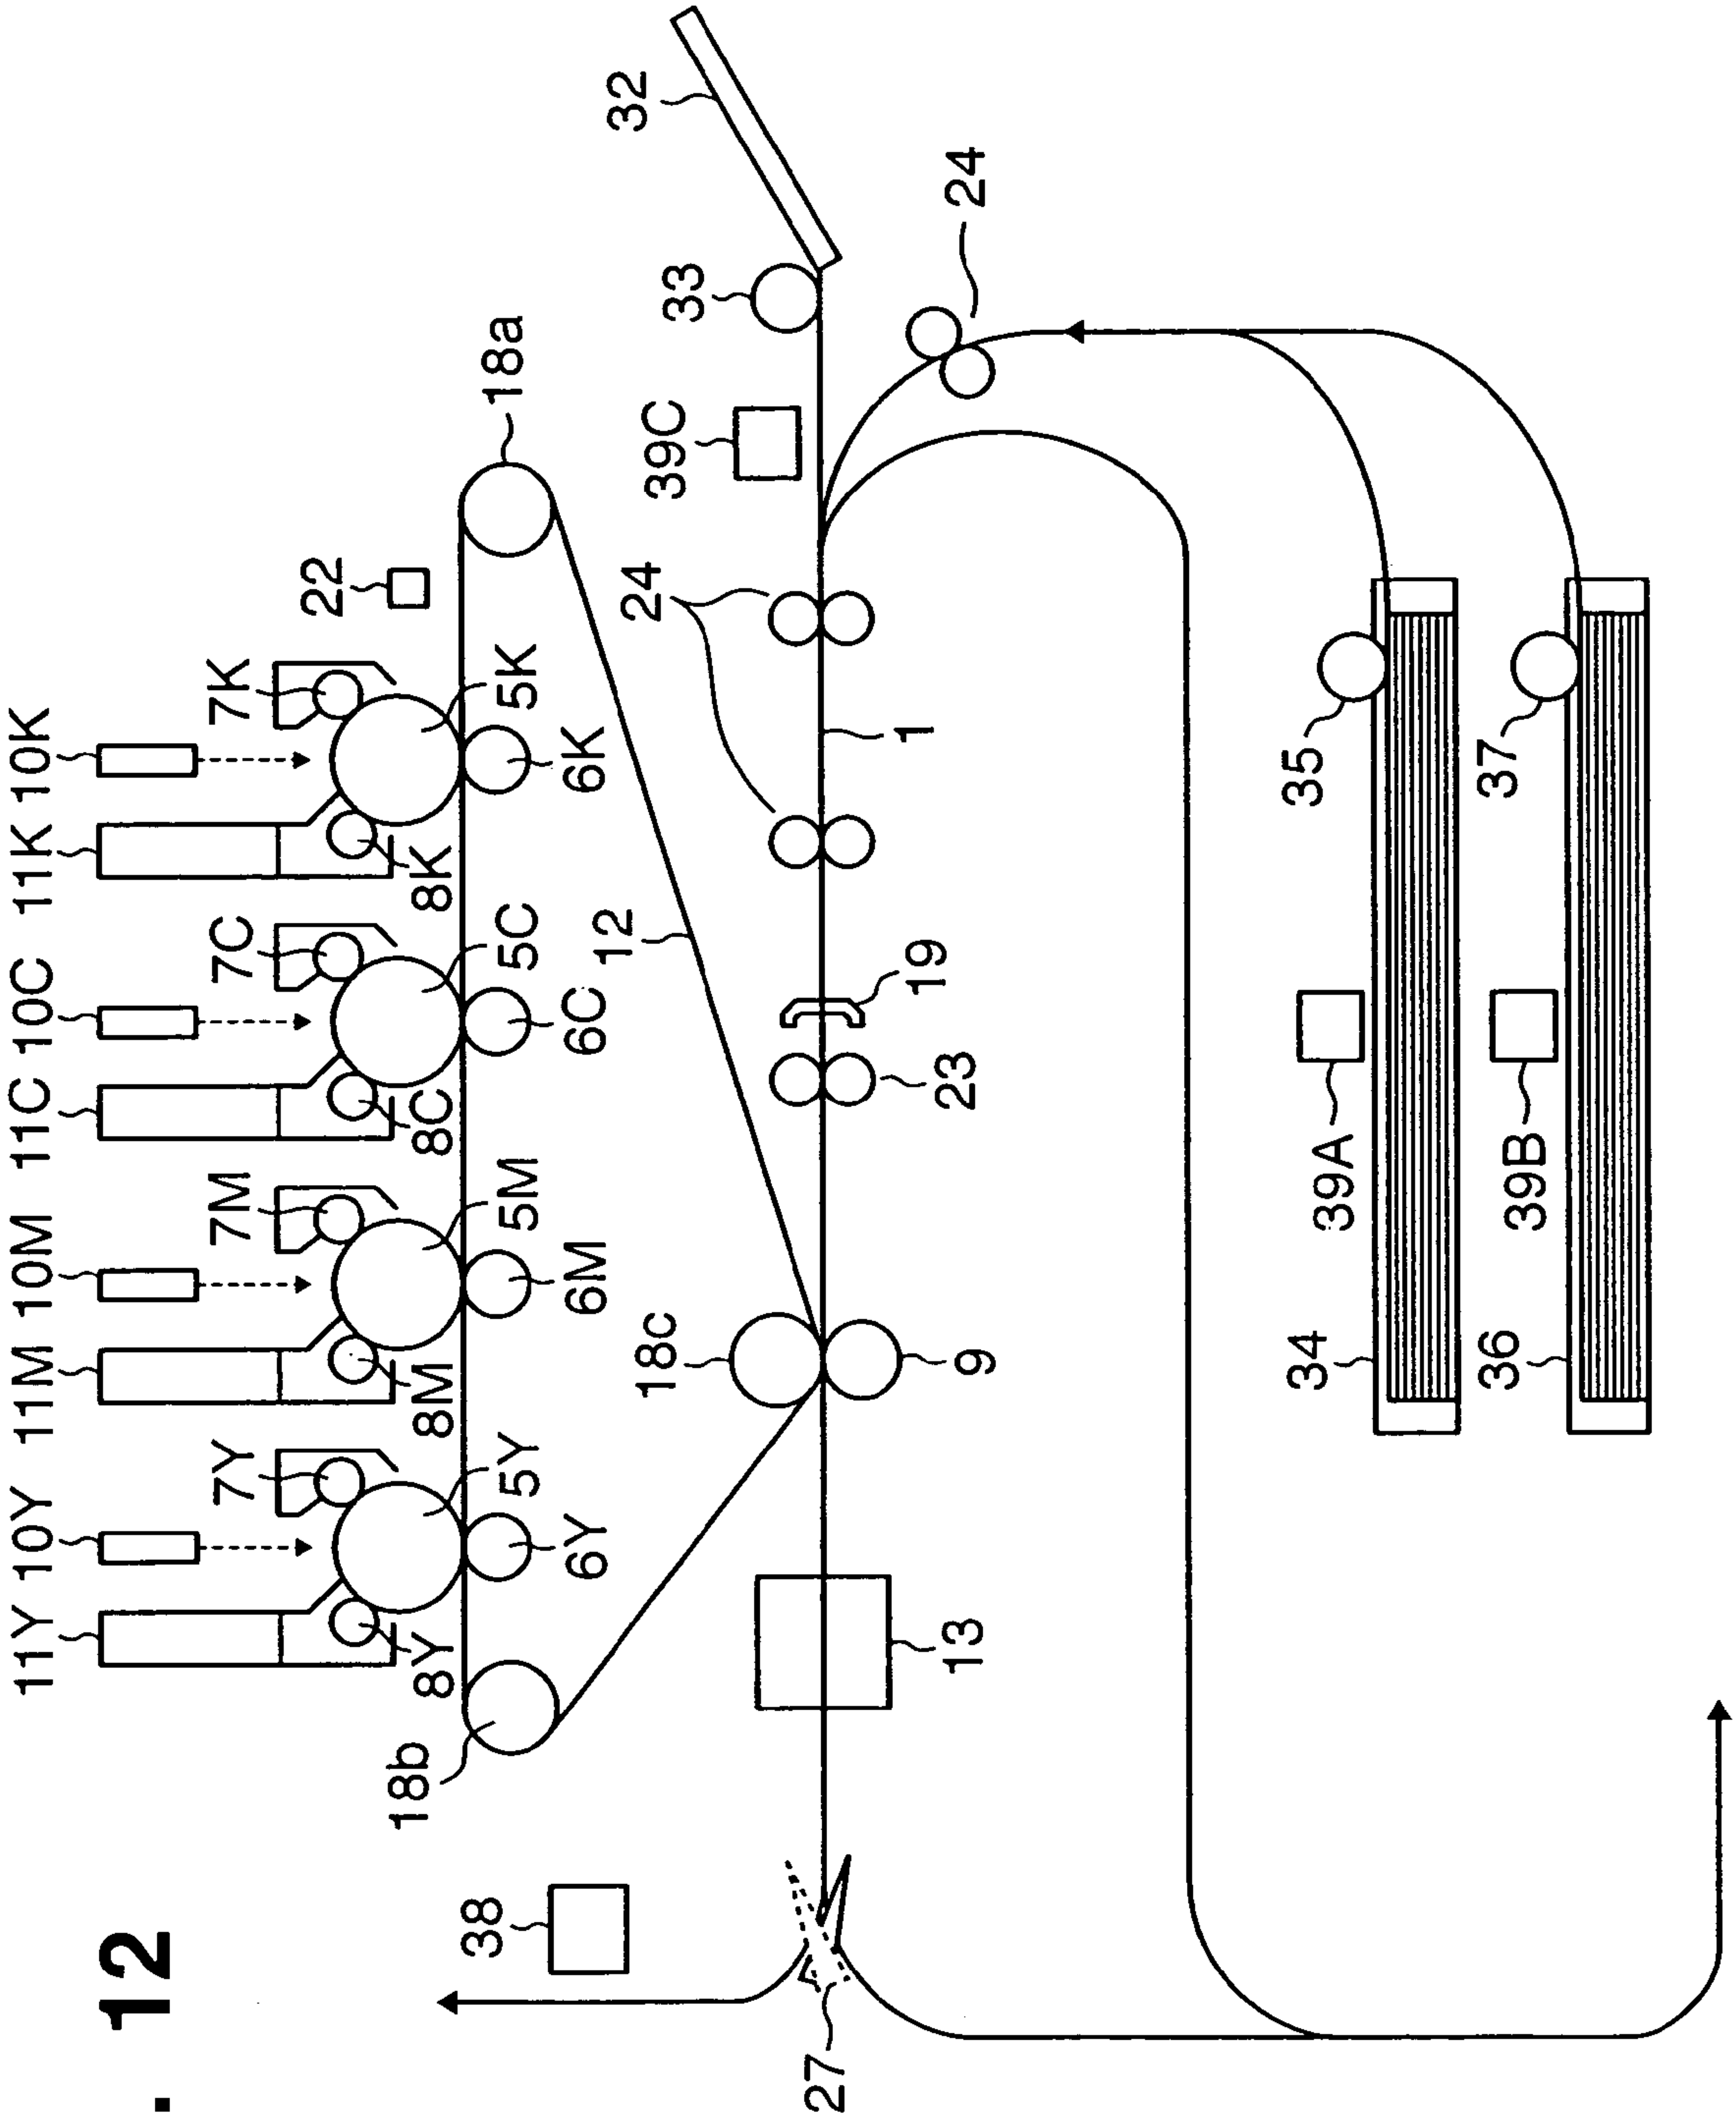 . 12
11Y 10Y 11M 10M 11C 10C 11K 10K
7Y 7M 7C 7K 22
8Y 8M 8C 8K
18b 5Y 5M 5C 5K 18a
6Y 6M 6C 6K
38 12 32
18c 24 39C 33
27 13 9 23 19 1 24
34 39A 35
36 39B 37